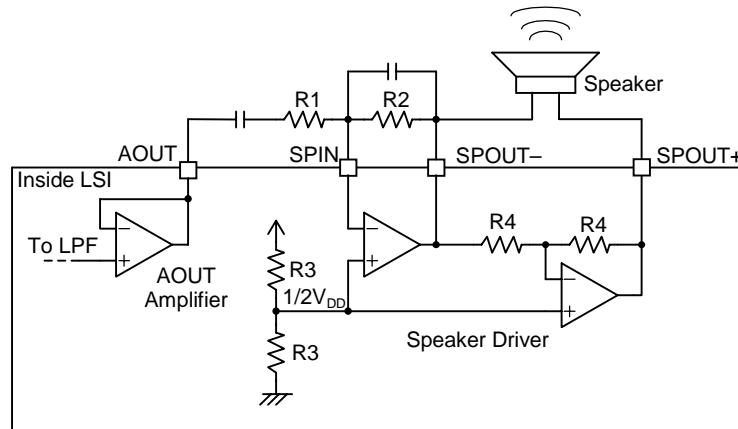 Speaker
R1
R2
AOUT
SPIN
SPOUT–
SPOUT+
Inside LSI
R4
R4
To LPF
–
+
AOUT
Amplifier
–
+
R3
1/2VDD
–
+
R3
Speaker Driver